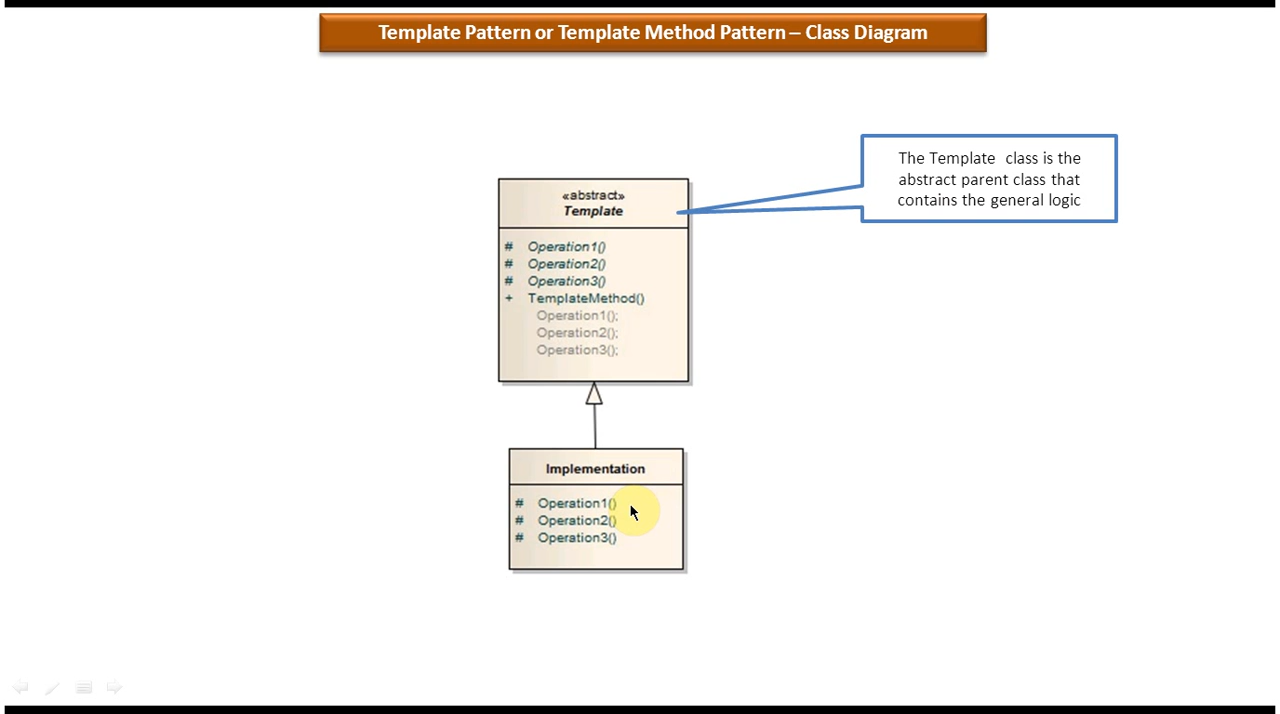 Template Pattern or Template Method Pattern – Class Diagram
The Template class is the
abstract parent class that
contains the general logic
«abstract»
Template
# Operation1()
# Operation2()
# Operation3()
+ TemplateMethod()
Operation1();
Operation2();
Operation3();
Implementation
# Operation1()
# Operation2()
# Operation3()